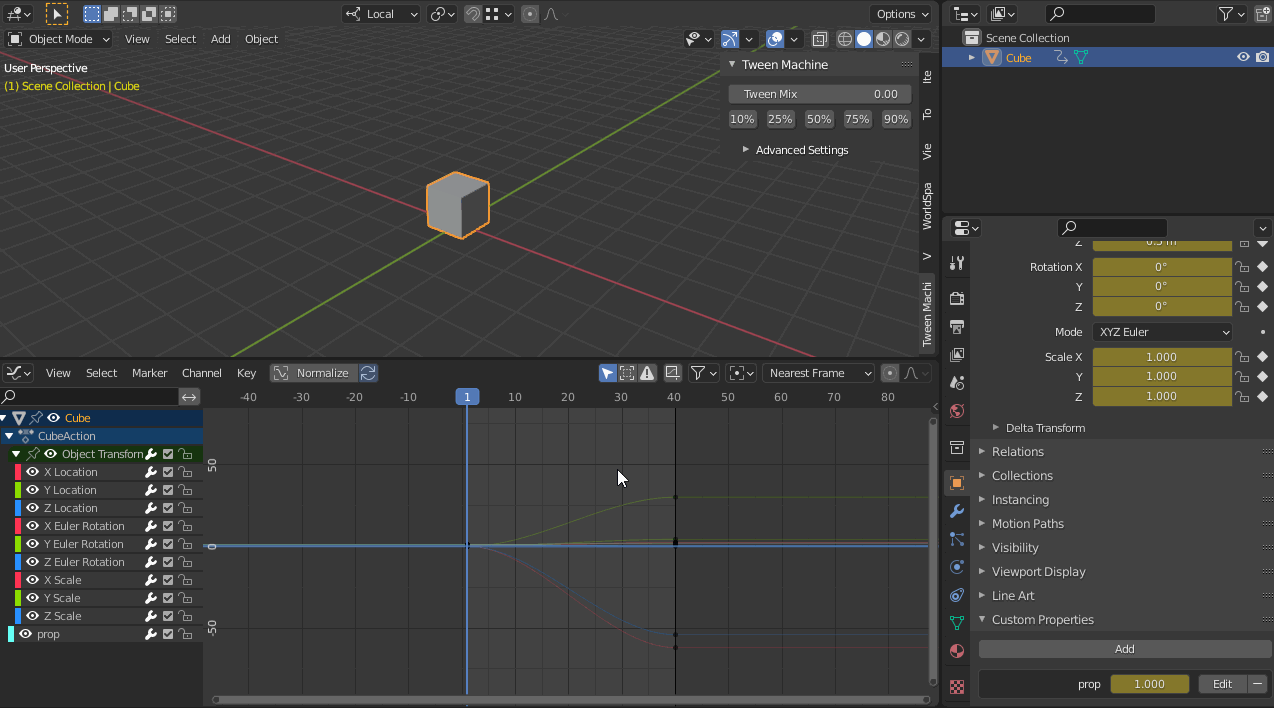 Local
Options
Object Mode View Select Add Object
User Perspective
(1) Scene Collection | Cube
Tween Machine
Tween Mix 0.00
10% 25% 50% 75% 90%
Advanced Settings
Ite
To
Vie
WorldSpa
V
Tween Machi
Scene Collection
Cube
Z 0.5 m
Rotation X 0°
Y 0°
Z 0°
Mode XYZ Euler
Scale X 1.000
Y 1.000
Z 1.000
Delta Transform
Relations
Collections
Instancing
Motion Paths
Visibility
Viewport Display
Line Art
Custom Properties
Add
prop 1.000 Edit
View Select Marker Channel Key Normalize Nearest Frame
-40 -30 -20 -10 1 10 20 30 40 50 60 70 80
Cube
CubeAction
Object Transform
X Location
Y Location
Z Location
X Euler Rotation
Y Euler Rotation
Z Euler Rotation
X Scale
Y Scale
Z Scale
prop
50
0
-50